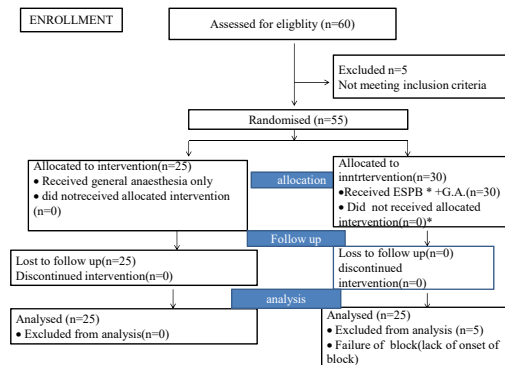 ENROLLMENT
Assessed for eligblity (n=60)
Excluded n=5
Not meeting inclusion criteria
Randomised (n=55)
Allocated to intervention(n=25)
• Received general anaesthesia only
• did notreceived allocated intervention
(n=0)
allocation
Allocated to
inntrtervention(n=30)
•Received ESPB * +G.A.(n=30)
• Did not received allocated
intervention(n=0)*
Follow up
Lost to follow up(n=25)
Discontinued intervention(n=0)
Loss to follow up(n=0)
discontinued
intervention(n=0)
analysis
Analysed (n=25)
• Excluded from analysis(n=0)
Analysed (n=25)
• Excluded from analysis (n=5)
• Failure of block(lack of onset of
block)